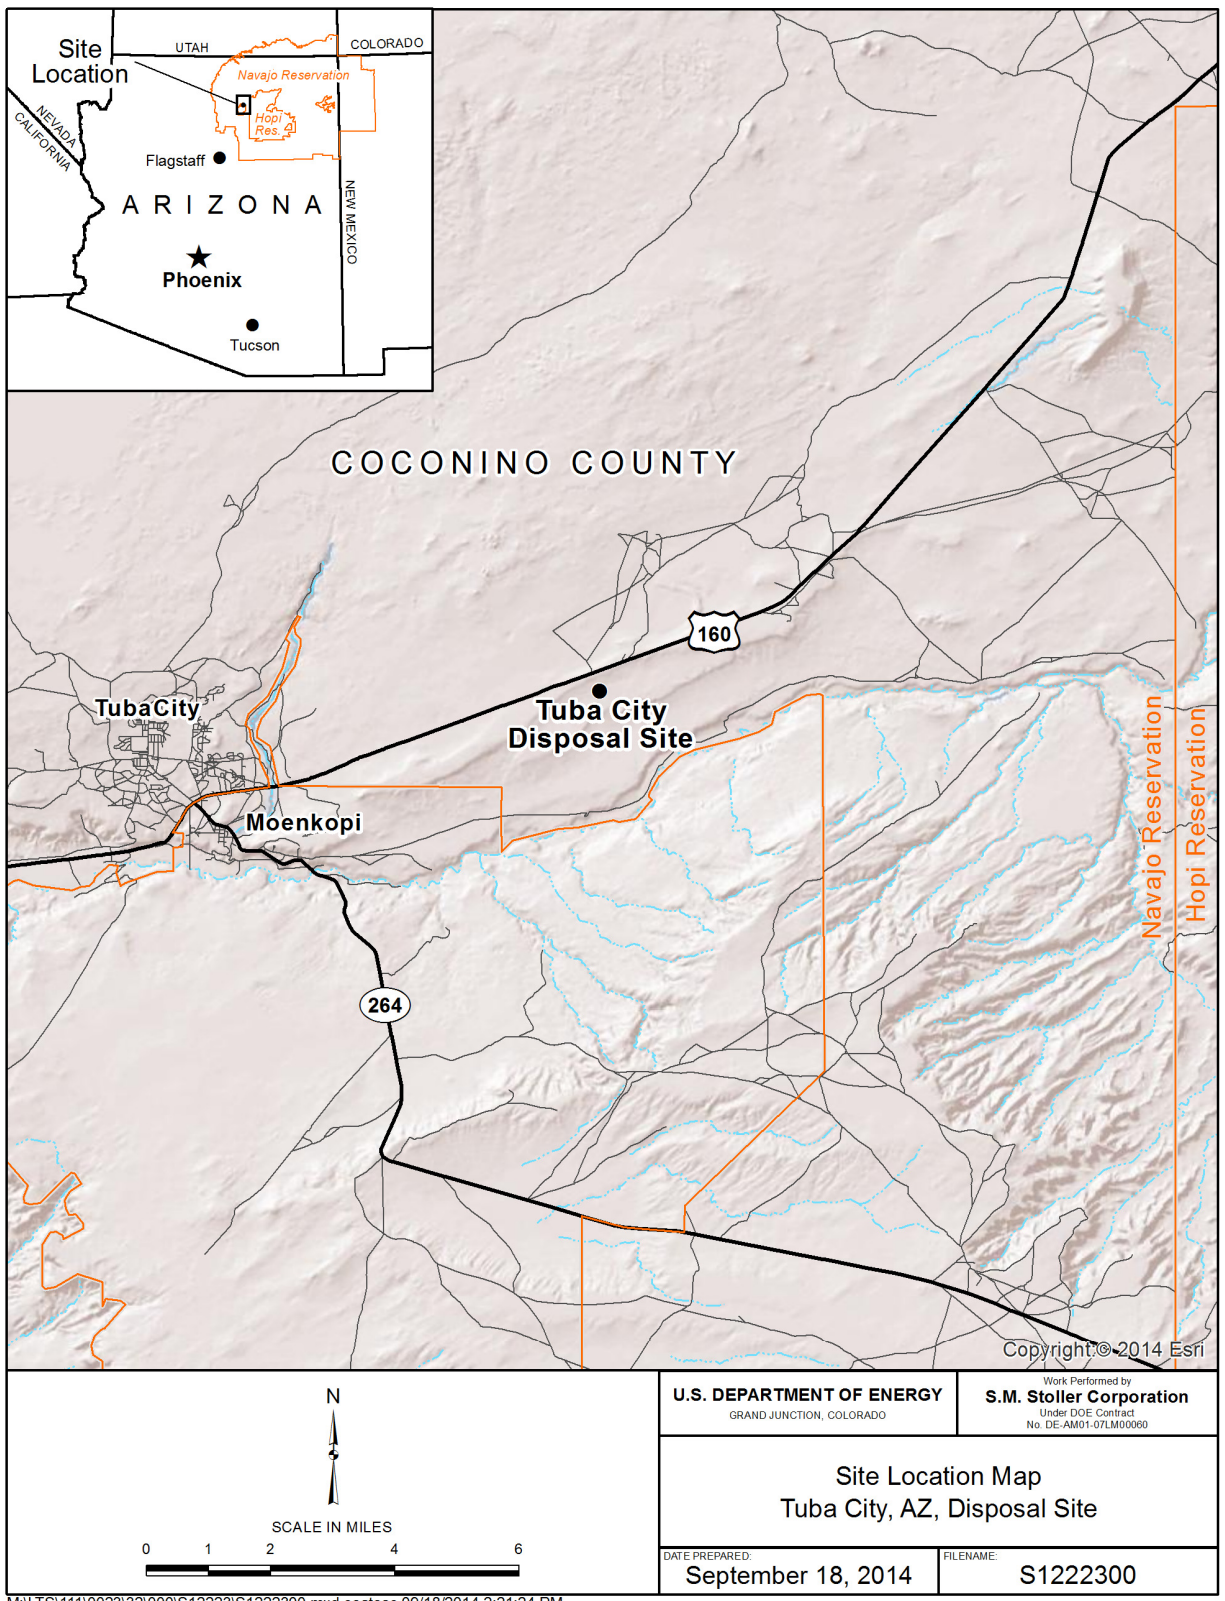 Site
Location
UTAH
COLORADO
Navajo Reservation
Hopi
Res.
NEVADA
CALIFORNIA
Flagstaff
ARIZONA
NEW MEXICO
Phoenix
Tucson
COCONINO COUNTY
160
Tuba City
Disposal Site
TubaCity
Moenkopi
Navajo Reservation
Hopi Reservation
264
Copyright:© 2014 Esri
N
SCALE IN MILES
0 1 2 4 6
U.S. DEPARTMENT OF ENERGY
GRAND JUNCTION, COLORADO
Work Performed by
S.M. Stoller Corporation
Under DOE Contract
No. DE-AM01-07LM00060
Site Location Map
Tuba City, AZ, Disposal Site
DATE PREPARED:
September 18, 2014
FILENAME:
S1222300